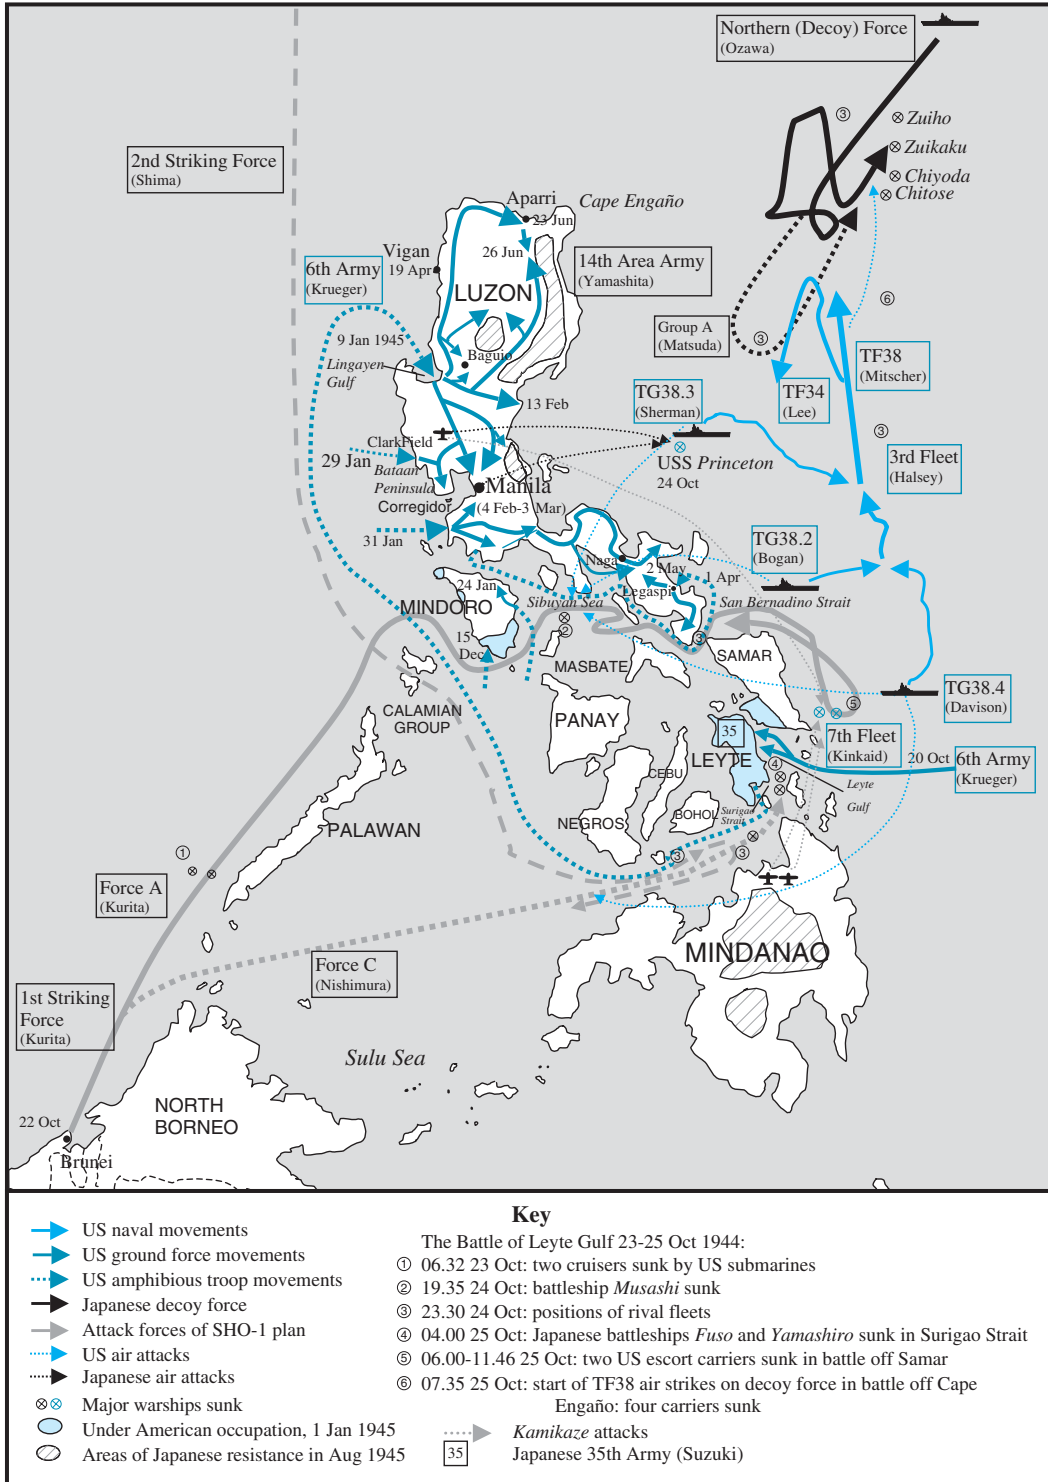 Northern (Decoy) Force
(Ozawa)
③
Zuiho
Zuikaku
Chiyoda
Chitose
2nd Striking Force
(Shima)
Aparri
23 Jun
Cape Engaño
Vigan
19 Apr
26 Jun
6th Army
(Krueger)
14th Area Army
(Yamashita)
LUZON
⑥
9 Jan 1945
Group A
(Matsuda)
③
TF38
(Mitscher)
Lingayen
Gulf
Baguio
TG38.3
(Sherman)
TF34
(Lee)
13 Feb
ClarkField
29 Jan
Bataan
Peninsula
USS Princeton
24 Oct
③
3rd Fleet
(Halsey)
Manila
(4 Feb-3 Mar)
Corregidor
31 Jan
TG38.2
(Bogan)
Naga
2 May
1 Apr
Legaspi
24 Jan
MINDORO
Sibuyan Sea
San Bernadino Strait
②
③
15
Dec
MASBATE
SAMAR
TG38.4
(Davison)
⑤
CALAMIAN
GROUP
PANAY
35
7th Fleet
(Kinkaid)
20 Oct
6th Army
(Krueger)
LEYTE
④
CEBU
Leyte
Gulf
PALAWAN
NEGROS
BOHOL
Surigao
Strait
①
③
③
Force A
(Kurita)
MINDANAO
Force C
(Nishimura)
1st Striking
Force
(Kurita)
Sulu Sea
NORTH
BORNEO
22 Oct
Brunei
Key
US naval movements
US ground force movements
US amphibious troop movements
Japanese decoy force
Attack forces of SHO-1 plan
US air attacks
Japanese air attacks
Major warships sunk
Under American occupation, 1 Jan 1945
Areas of Japanese resistance in Aug 1945
The Battle of Leyte Gulf 23-25 Oct 1944:
① 06.32 23 Oct: two cruisers sunk by US submarines
② 19.35 24 Oct: battleship Musashi sunk
③ 23.30 24 Oct: positions of rival fleets
④ 04.00 25 Oct: Japanese battleships Fuso and Yamashiro sunk in Surigao Strait
⑤ 06.00-11.46 25 Oct: two US escort carriers sunk in battle off Samar
⑥ 07.35 25 Oct: start of TF38 air strikes on decoy force in battle off Cape
Engaño: four carriers sunk
Kamikaze attacks
35 Japanese 35th Army (Suzuki)